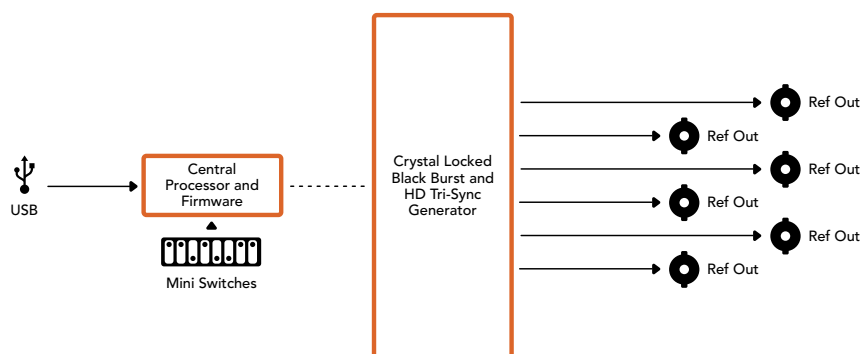 USB
Central
Processor and
Firmware
Mini Switches
Crystal Locked
Black Burst and
HD Tri-Sync
Generator
Ref Out
Ref Out
Ref Out
Ref Out
Ref Out
Ref Out